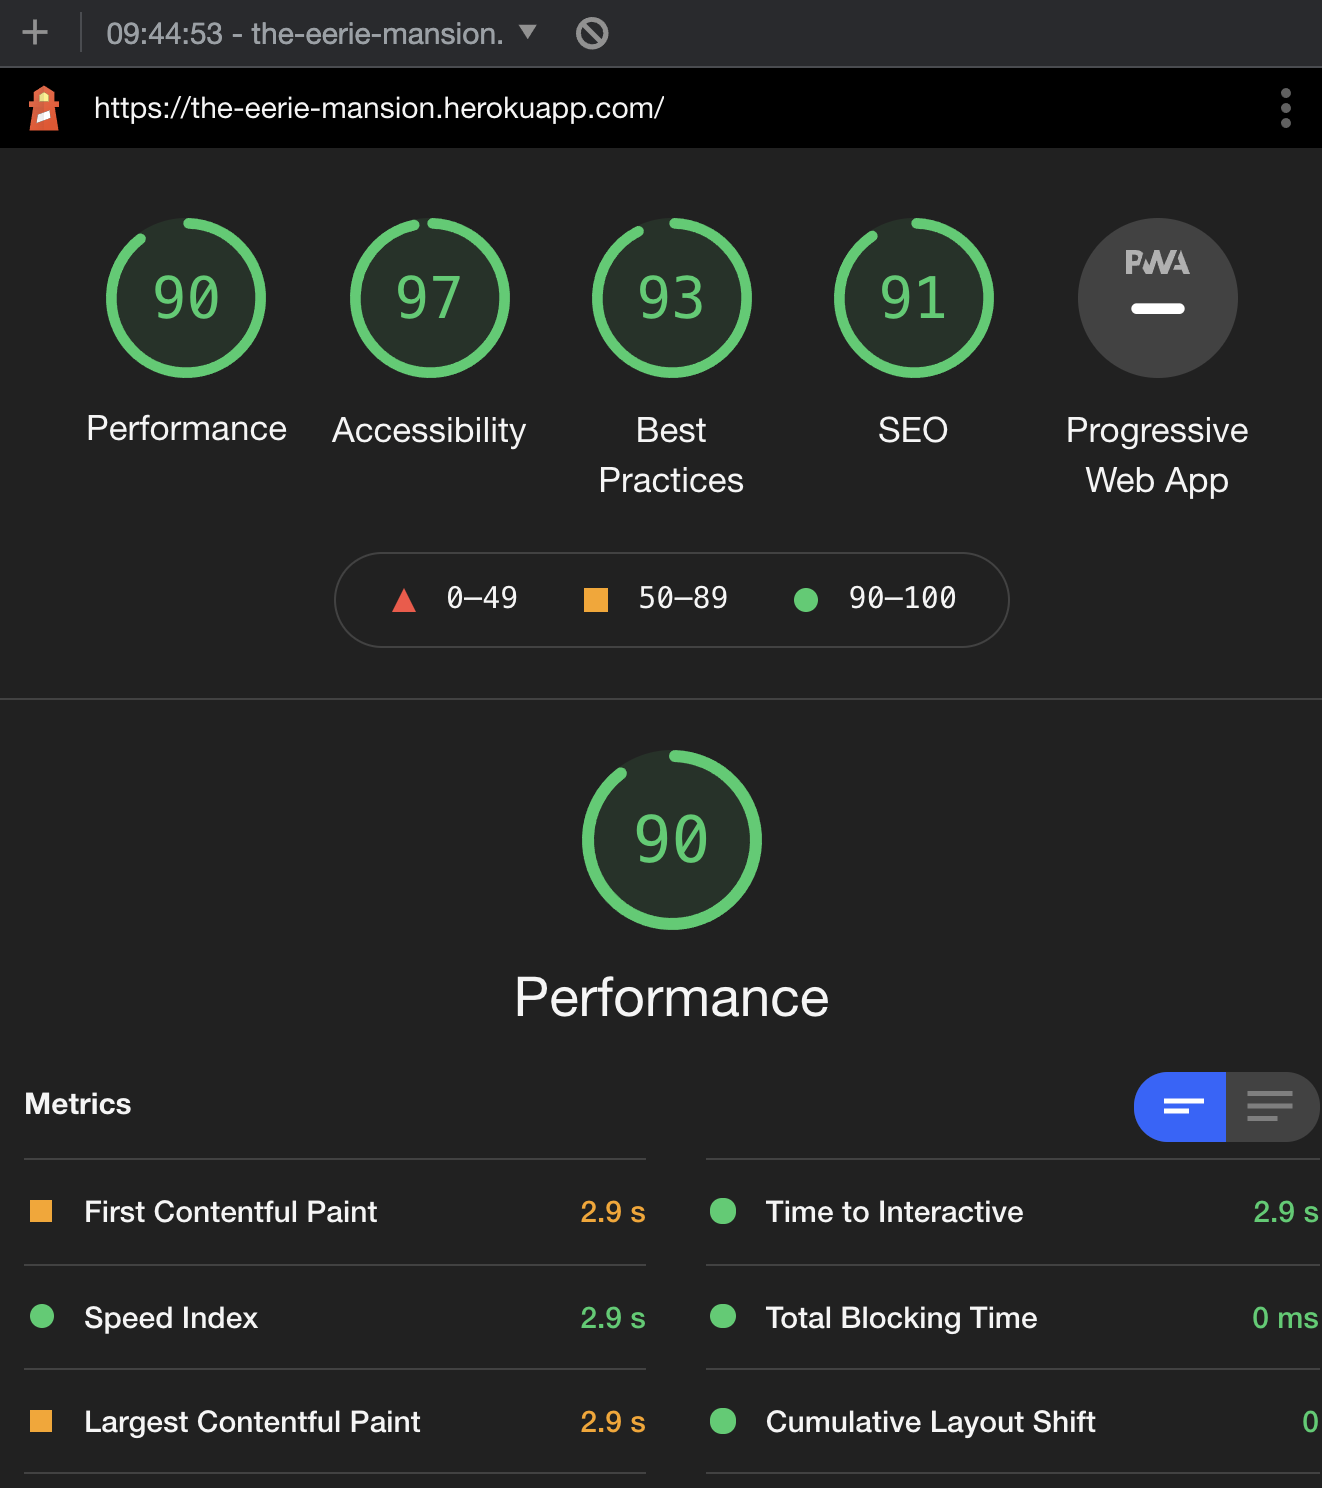 09:44:53 - the-eerie-mansion.
https://the-eerie-mansion.herokuapp.com/
90
97
93
91
PWA
Performance
Accessibility
Best
Practices
SEO
Progressive
Web App
0–49
50–89
90–100
90
Performance
Metrics
First Contentful Paint 2.9 s
Time to Interactive 2.9 s
Speed Index 2.9 s
Total Blocking Time 0 ms
Largest Contentful Paint 2.9 s
Cumulative Layout Shift 0